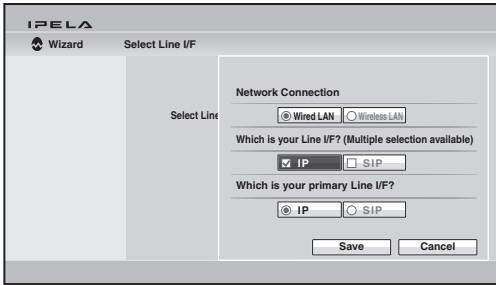 IPELA
Wizard Select Line I/F
Network Connection
Select Line
Wired LAN Wireless LAN
Which is your Line I/F? (Multiple selection available)
IP SIP
Which is your primary Line I/F?
IP SIP
Save Cancel